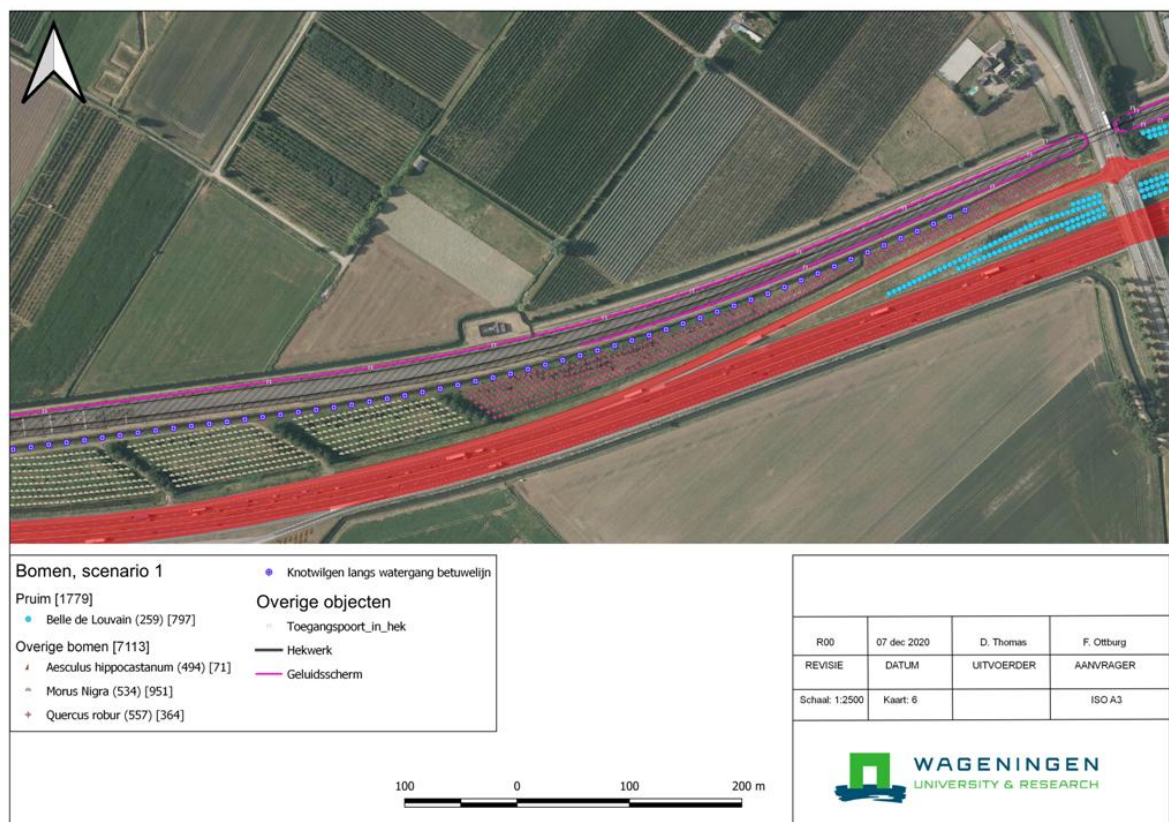 Bomen, scenario 1
Pruim [1779]
Belle de Louvain (259) [797]
Overige bomen [7113]
Aesculus hippocastanum (494) [71]
Morus Nigra (534) [951]
Quercus robur (557) [364]
Knotwilgen langs watergang betuwelijn
Overige objecten
Toegangspoort_in_hek
Hekwerk
Geluidsscherm
R00 07 dec 2020 D. Thomas F. Ottburg
REVISIE DATUM UITVOERDER AANVRAGER
Schaal: 1:2500 Kaart: 6 ISO A3
100 0 100 200 m
WAGENINGEN
UNIVERSITY & RESEARCH